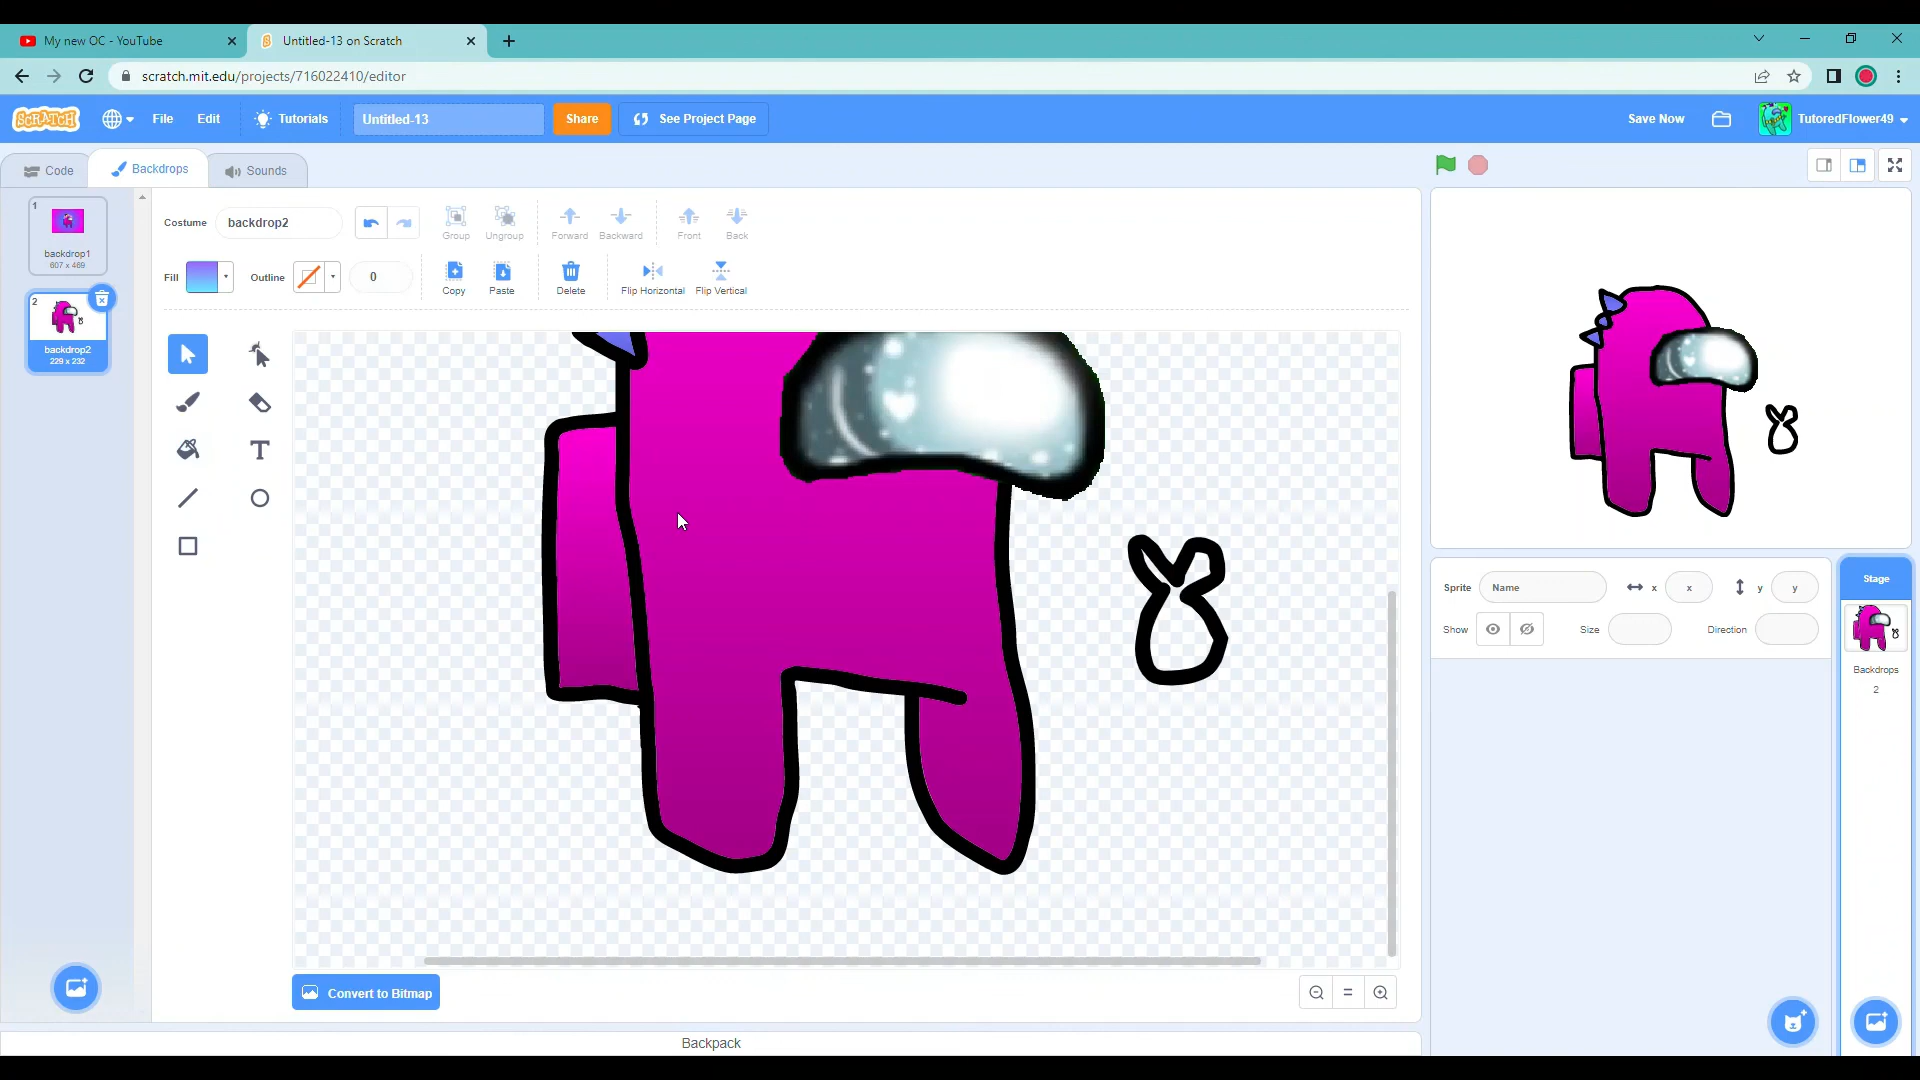 My new OC - YouTube
Untitled-13 on Scratch
scratch.mit.edu/projects/716022410/editor
SCRATCH
File
Edit
Tutorials
Untitled-13
Share
See Project Page
Save Now
TutoredFlower49
Code
Backdrops
Sounds
1
backdrop1
607 x 469
2
backdrop2
229 x 232
Costume
backdrop2
Group
Ungroup
Forward
Backward
Front
Back
Fill
Outline
0
Copy
Paste
Delete
Flip Horizontal
Flip Vertical
T
Convert to Bitmap
Backpack
Sprite
Name
x
x
y
y
Show
Size
Direction
Stage
Backdrops
2